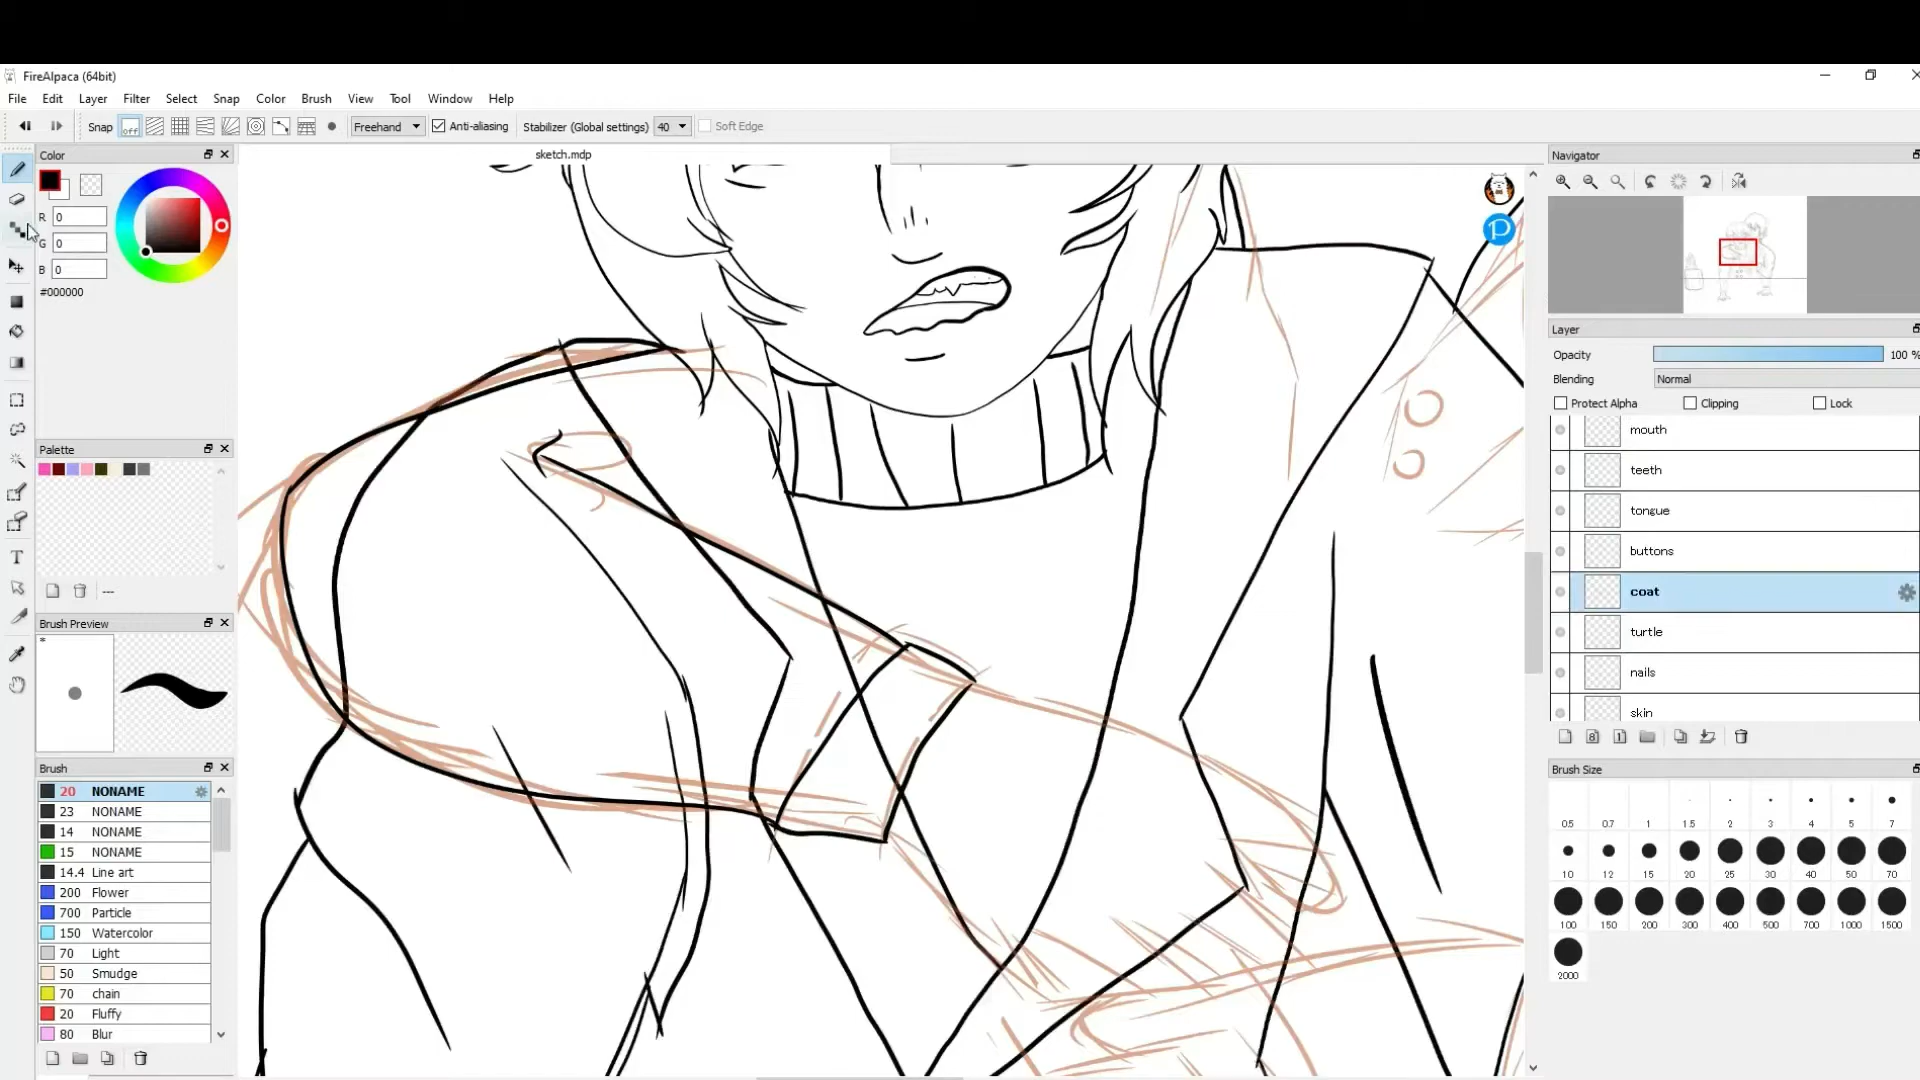 FireAlpaca (64bit)
File Edit Layer Filter Select Snap Color Brush View Tool Window Help
Snap off Freehand Anti-aliasing Stabilizer (Global settings) 40 Soft Edge
Color
sketch.mdp
R 0
G 0
B 0
#000000
Palette
---
Brush Preview
*
Brush
20 NONAME
23 NONAME
14 NONAME
15 NONAME
14.4 Line art
200 Flower
700 Particle
150 Watercolor
70 Light
50 Smudge
70 chain
20 Fluffy
80 Blur
P
Navigator
Layer
Opacity 100 %
Blending Normal
Protect Alpha Clipping Lock
mouth
teeth
tongue
buttons
coat
turtle
nails
skin
8 1
Brush Size
0.5 0.7 1 1.5 2 3 4 5 7
10 12 15 20 25 30 40 50 70
100 150 200 300 400 500 700 1000 1500
2000
T